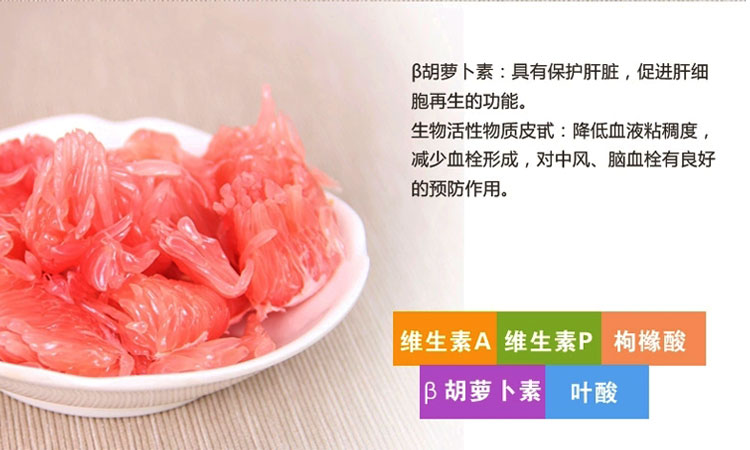 β胡萝卜素：具有保护肝脏，促进肝细
胞再生的功能。
生物活性物质皮甙：降低血液粘稠度，
减少血栓形成，对中风、脑血栓有良好
的预防作用。
维生素A 维生素P 枸橼酸
β 胡萝卜素 叶酸